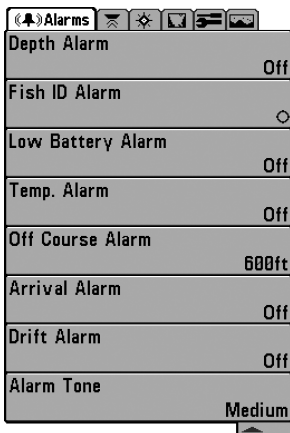 Alarms
Depth Alarm
Off
Fish ID Alarm
Low Battery Alarm
Off
Temp. Alarm
Off
Off Course Alarm
600ft
Arrival Alarm
Off
Drift Alarm
Off
Alarm Tone
Medium